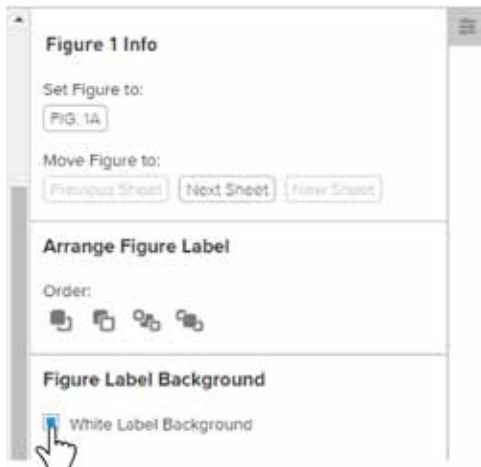 Figure 1 Info
Set Figure to:
FIG. 1A
Move Figure to:
Previous Sheet Next Sheet New Sheet
Arrange Figure Label
Order:
Figure Label Background
White Label Background